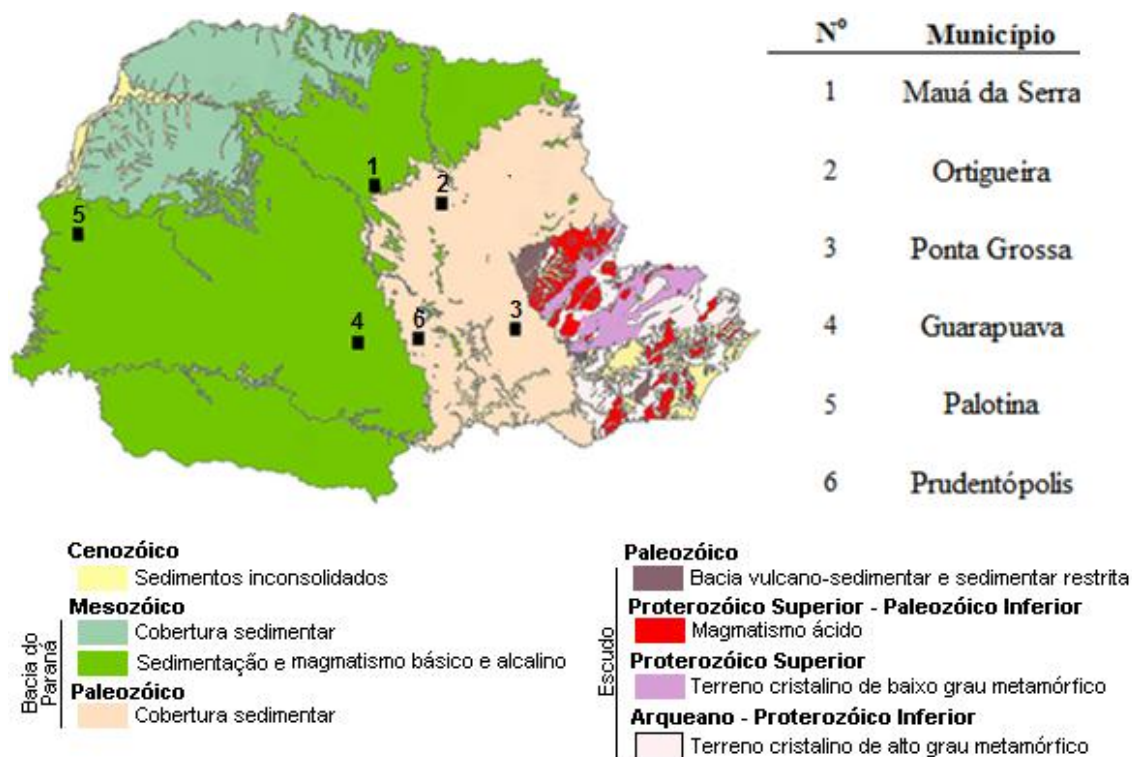 Nº Município
1 Mauá da Serra
2 Ortigueira
3 Ponta Grossa
4 Guarapuava
5 Palotina
6 Prudentópolis
1
2
5
3
4
6
Cenozóico
Sedimentos inconsolidados
Mesozóico
Cobertura sedimentar
Sedimentação e magmatismo básico e alcalino
Paleozóico
Cobertura sedimentar
Bacia do
Paraná
Paleozóico
Bacia vulcano-sedimentar e sedimentar restrita
Proterozóico Superior - Paleozóico Inferior
Magmatismo ácido
Proterozóico Superior
Terreno cristalino de baixo grau metamórfico
Arqueano - Proterozóico Inferior
Terreno cristalino de alto grau metamórfico
Escudo